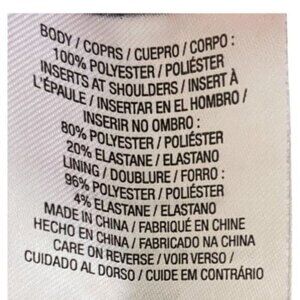 BODY / COPRS / CUEPRO / CORPO :
100% POLYESTER / POLIÉSTER
INSERTS AT SHOULDERS / INSERT À
L'ÉPAULE / INSERTAR EN EL HOMBRO /
INSERIR NO OMBRO :
80% POLYESTER / POLIÉSTER
20% ELASTANE / ELASTANO
LINING / DOUBLURE / FORRO :
96% POLYESTER / POLIÉSTER
4% ELASTANE / ELASTANO
MADE IN CHINA / FABRIQUÉ EN CHINE
HECHO EN CHINA / FABRICADO NA CHINA
CARE ON REVERSE / VOIR VERSO /
CUIDADO AL DORSO / CUIDE EM CONTRÁRIO